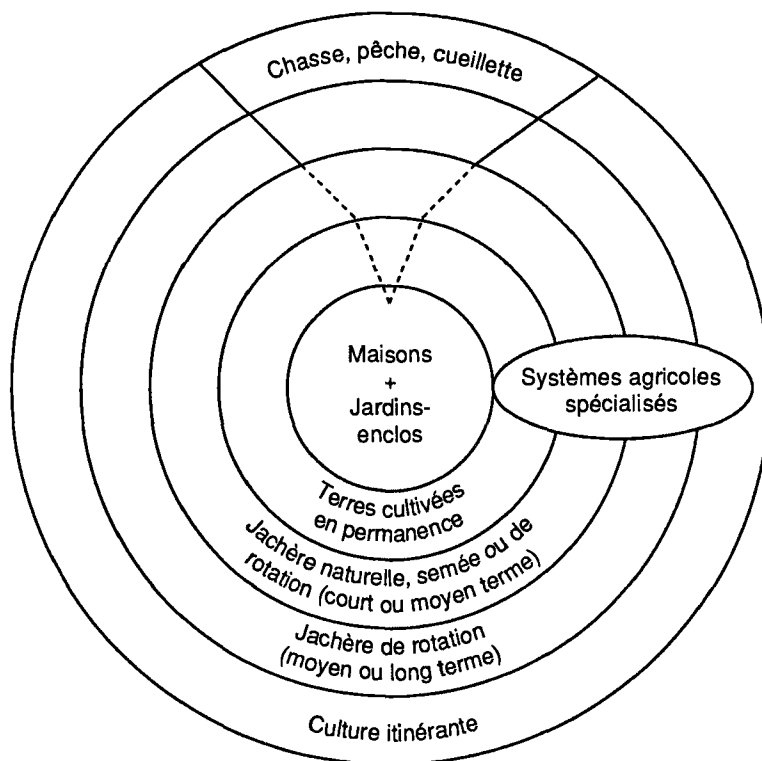 Chasse, pêche, cueillette
Maisons
+
Jardins-
enclos
Systèmes agricoles
spécialisés
Terres cultivées
en permanence
Jachère naturelle, semée ou de
rotation (court ou moyen terme)
Jachère de rotation
(moyen ou long terme)
Culture itinérante